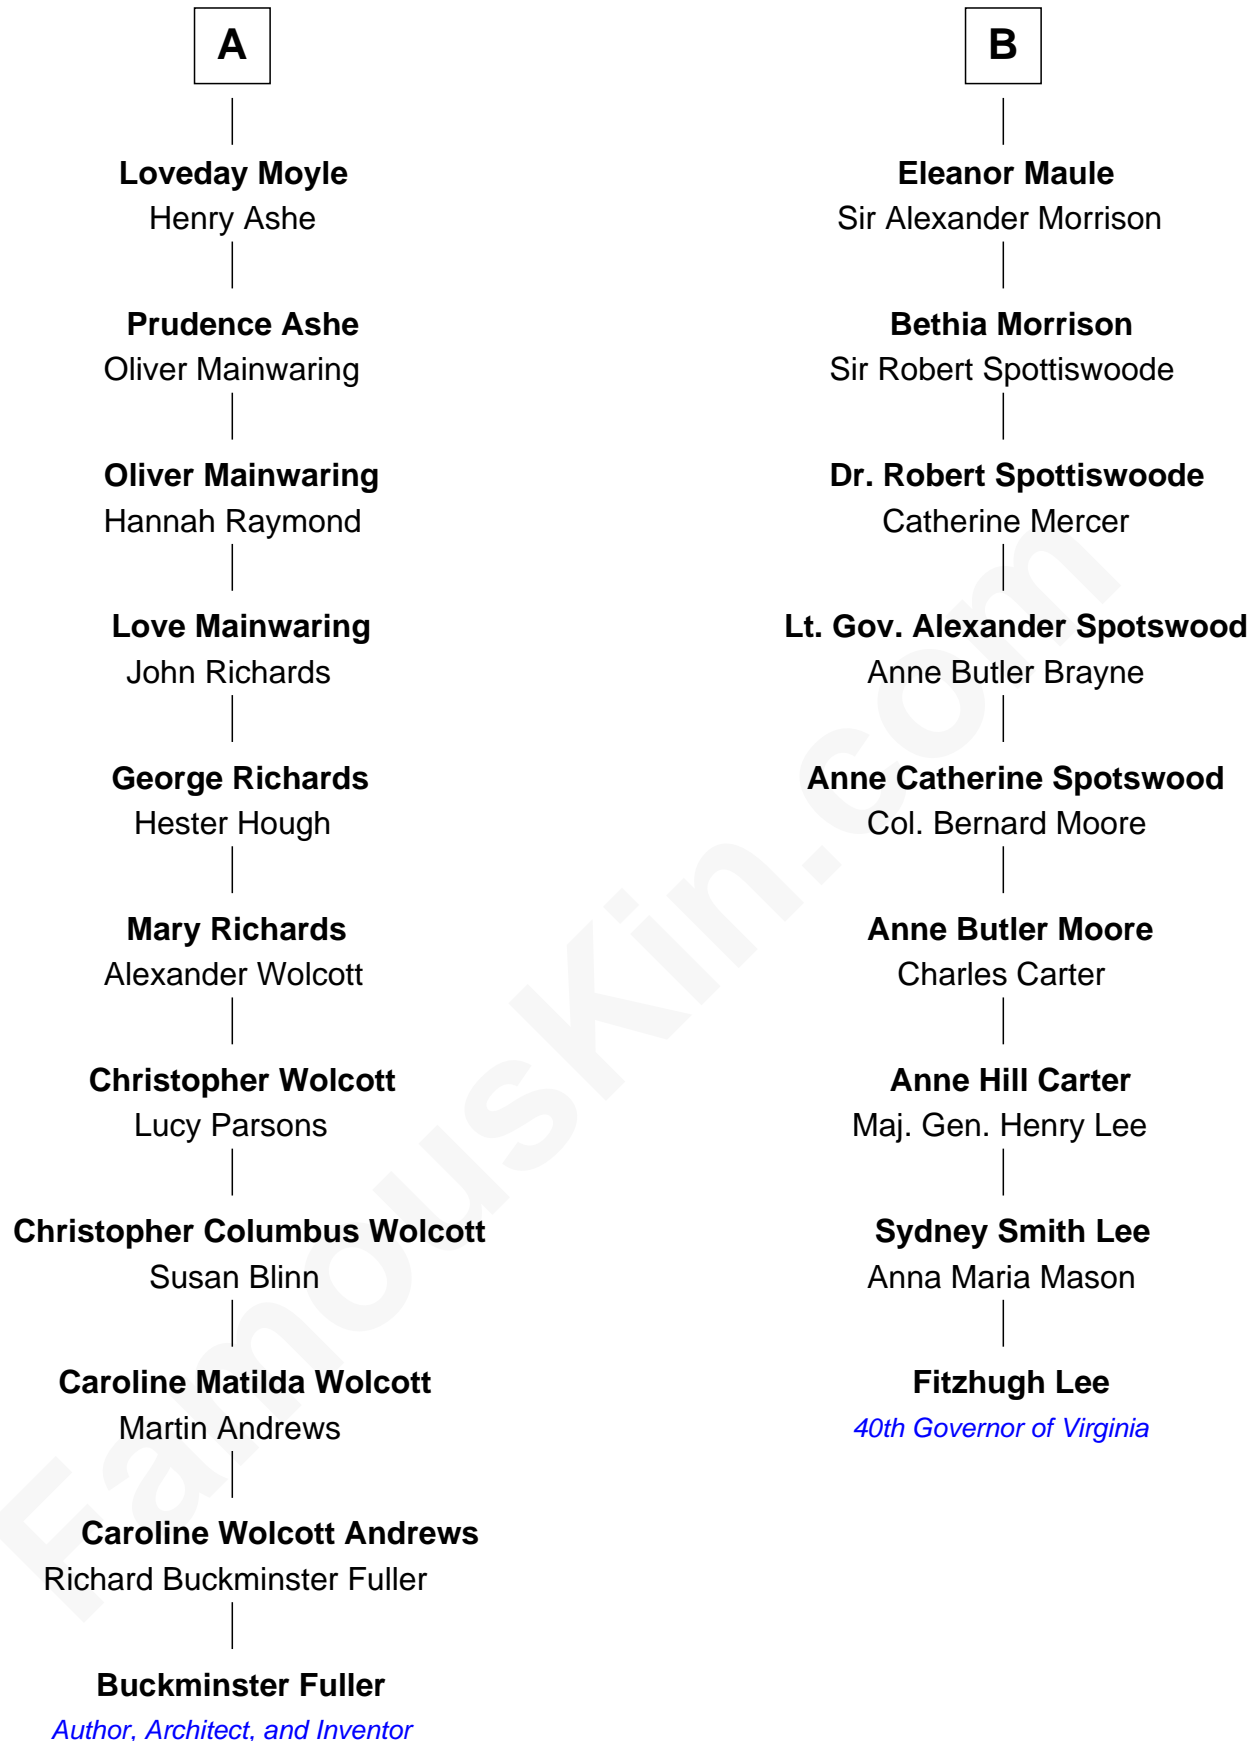 A
Loveday Moyle
Henry Ashe
Prudence Ashe
Oliver Mainwaring
Oliver Mainwaring
Hannah Raymond
Love Mainwaring
John Richards
George Richards
Hester Hough
Mary Richards
Alexander Wolcott
Christopher Wolcott
Lucy Parsons
Christopher Columbus Wolcott
Susan Blinn
Caroline Matilda Wolcott
Martin Andrews
Caroline Wolcott Andrews
Richard Buckminster Fuller
Buckminster Fuller
Author, Architect, and Inventor
B
Eleanor Maule
Sir Alexander Morrison
Bethia Morrison
Sir Robert Spottiswoode
Dr. Robert Spottiswoode
Catherine Mercer
Lt. Gov. Alexander Spotswood
Anne Butler Brayne
Anne Catherine Spotswood
Col. Bernard Moore
Anne Butler Moore
Charles Carter
Anne Hill Carter
Maj. Gen. Henry Lee
Sydney Smith Lee
Anna Maria Mason
Fitzhugh Lee
40th Governor of Virginia
FamousKin.com